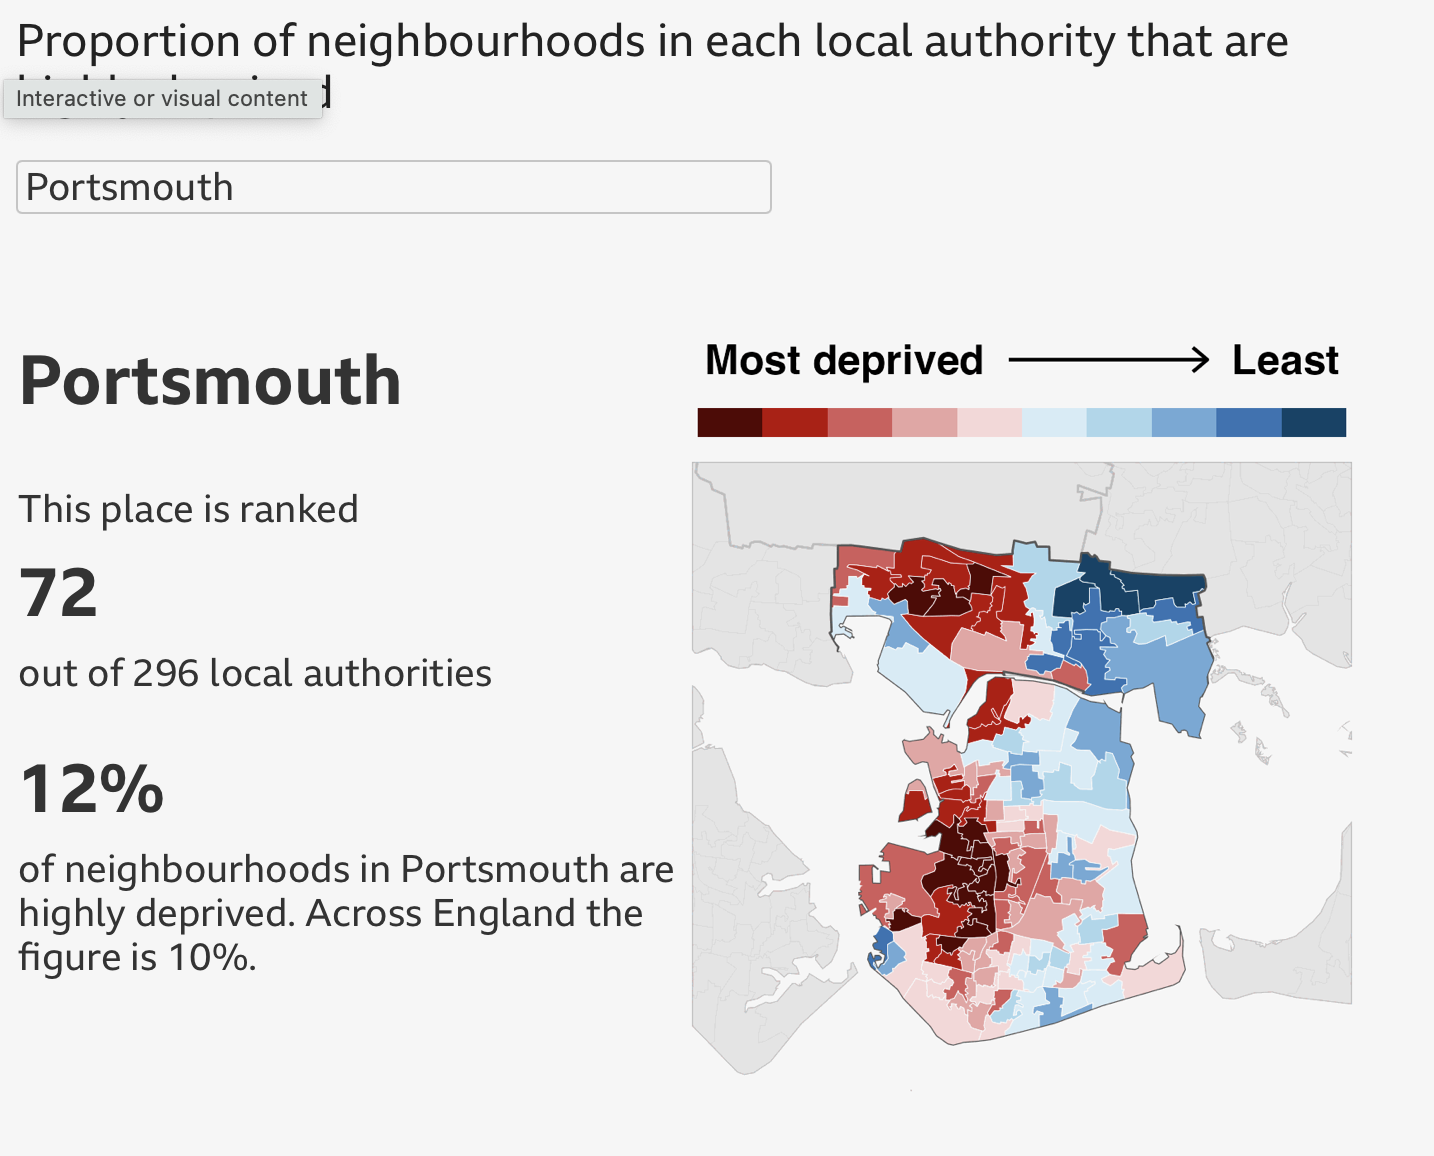 Proportion of neighbourhoods in each local authority that are
Interactive or visual content
Portsmouth
Portsmouth
This place is ranked
72
out of 296 local authorities
12%
of neighbourhoods in Portsmouth are
highly deprived. Across England the
figure is 10%.
Most deprived
Least